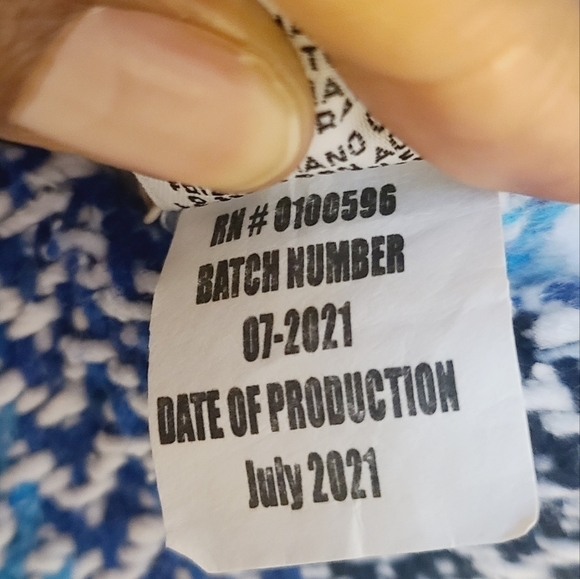 RN # 0100596
BATCH NUMBER
07-2021
DATE OF PRODUCTION
July 2021